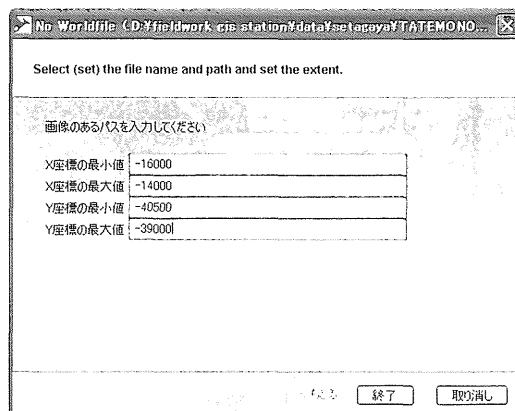 No Worldfile (D:¥fieldwork gis station¥data¥setagaya¥TATEMONO...
Select (set) the file name and path and set the extent.
画像のあるパスを入力してください
X座標の最小値 -16000
X座標の最大値 -14000
Y座標の最小値 -40500
Y座標の最大値 -39000
終了 取り消し